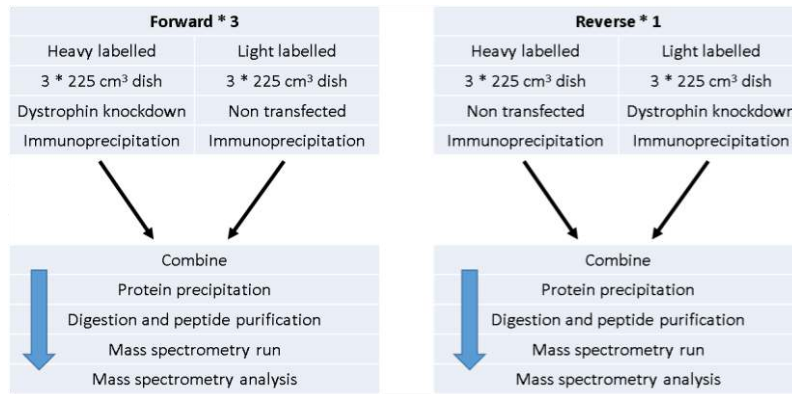 Forward * 3
Heavy labelled Light labelled
3 * 225 cm³ dish 3 * 225 cm³ dish
Dystrophin knockdown Non transfected
Immunoprecipitation Immunoprecipitation
Combine
Protein precipitation
Digestion and peptide purification
Mass spectrometry run
Mass spectrometry analysis
Reverse * 1
Heavy labelled Light labelled
3 * 225 cm³ dish 3 * 225 cm³ dish
Non transfected Dystrophin knockdown
Immunoprecipitation Immunoprecipitation
Combine
Protein precipitation
Digestion and peptide purification
Mass spectrometry run
Mass spectrometry analysis